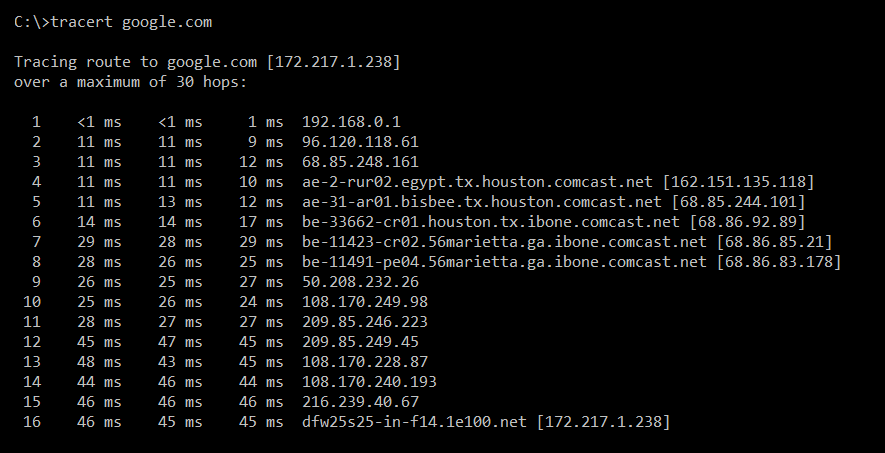 C:\>tracert google.com
Tracing route to google.com [172.217.1.238]
over a maximum of 30 hops:
1 <1 ms <1 ms 1 ms 192.168.0.1
2 11 ms 11 ms 9 ms 96.120.118.61
3 11 ms 11 ms 12 ms 68.85.248.161
4 11 ms 11 ms 10 ms ae-2-rur02.egypt.tx.houston.comcast.net [162.151.135.118]
5 11 ms 13 ms 12 ms ae-31-ar01.bisbee.tx.houston.comcast.net [68.85.244.101]
6 14 ms 14 ms 17 ms be-33662-cr01.houston.tx.ibone.comcast.net [68.86.92.89]
7 29 ms 28 ms 29 ms be-11423-cr02.56marietta.ga.ibone.comcast.net [68.86.85.21]
8 28 ms 26 ms 25 ms be-11491-pe04.56marietta.ga.ibone.comcast.net [68.86.83.178]
9 26 ms 25 ms 27 ms 50.208.232.26
10 25 ms 26 ms 24 ms 108.170.249.98
11 28 ms 27 ms 27 ms 209.85.246.223
12 45 ms 47 ms 45 ms 209.85.249.45
13 48 ms 43 ms 45 ms 108.170.228.87
14 44 ms 46 ms 44 ms 108.170.240.193
15 46 ms 46 ms 46 ms 216.239.40.67
16 46 ms 45 ms 45 ms dfw25s25-in-f14.1e100.net [172.217.1.238]